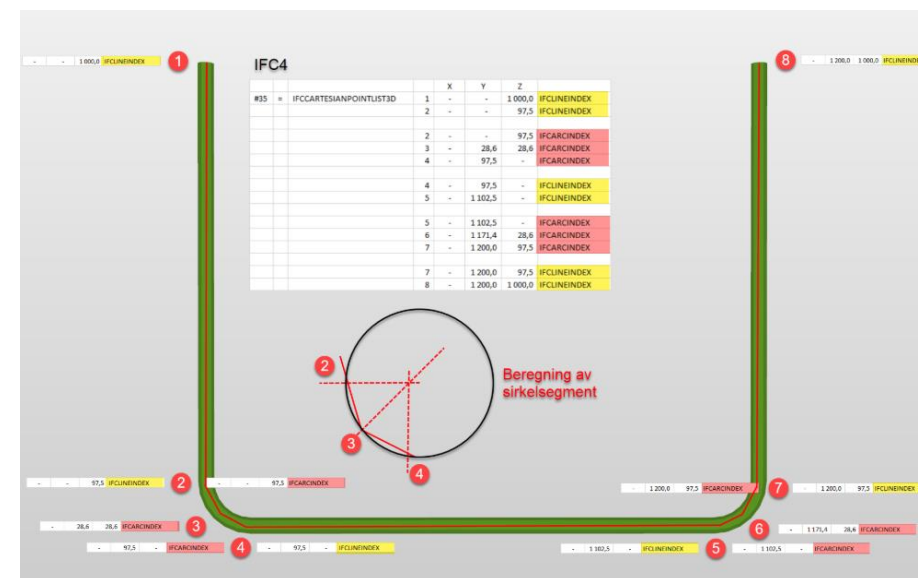 - - 1 000,0 IFCLINEINDEX 1
8 - 1 200,0 1 000,0 IFCLINEINDE
IFC4
X Y Z
#35 = IFCCARTESIANPOINTLIST3D 1 - - 1 000,0 IFCLINEINDEX
2 - - 97,5 IFCLINEINDEX
2 - - 97,5 IFCARCINDEX
3 - 28,6 28,6 IFCARCINDEX
4 - 97,5 - IFCARCINDEX
4 - 97,5 - IFCLINEINDEX
5 - 1 102,5 - IFCLINEINDEX
5 - 1 102,5 - IFCARCINDEX
6 - 1 171,4 28,6 IFCARCINDEX
7 - 1 200,0 97,5 IFCARCINDEX
7 - 1 200,0 97,5 IFCLINEINDEX
8 - 1 200,0 1 000,0 IFCLINEINDEX
2
3
4
Beregning av
sirkelsegment
- - 97,5 IFCLINEINDEX 2 - - 97,5 IFCARCINDEX
- 1 200,0 97,5 IFCARCINDEX 7 - 1 200,0 97,5 IFCLINEINDEX
- 28,6 28,6 IFCARCINDEX 3
6 - 1 171,4 28,6 IFCARCINDEX
- 97,5 - IFCARCINDEX 4 - 97,5 - IFCLINEINDEX
- 1 102,5 - IFCLINEINDEX 5 - 1 102,5 - IFCARCINDEX